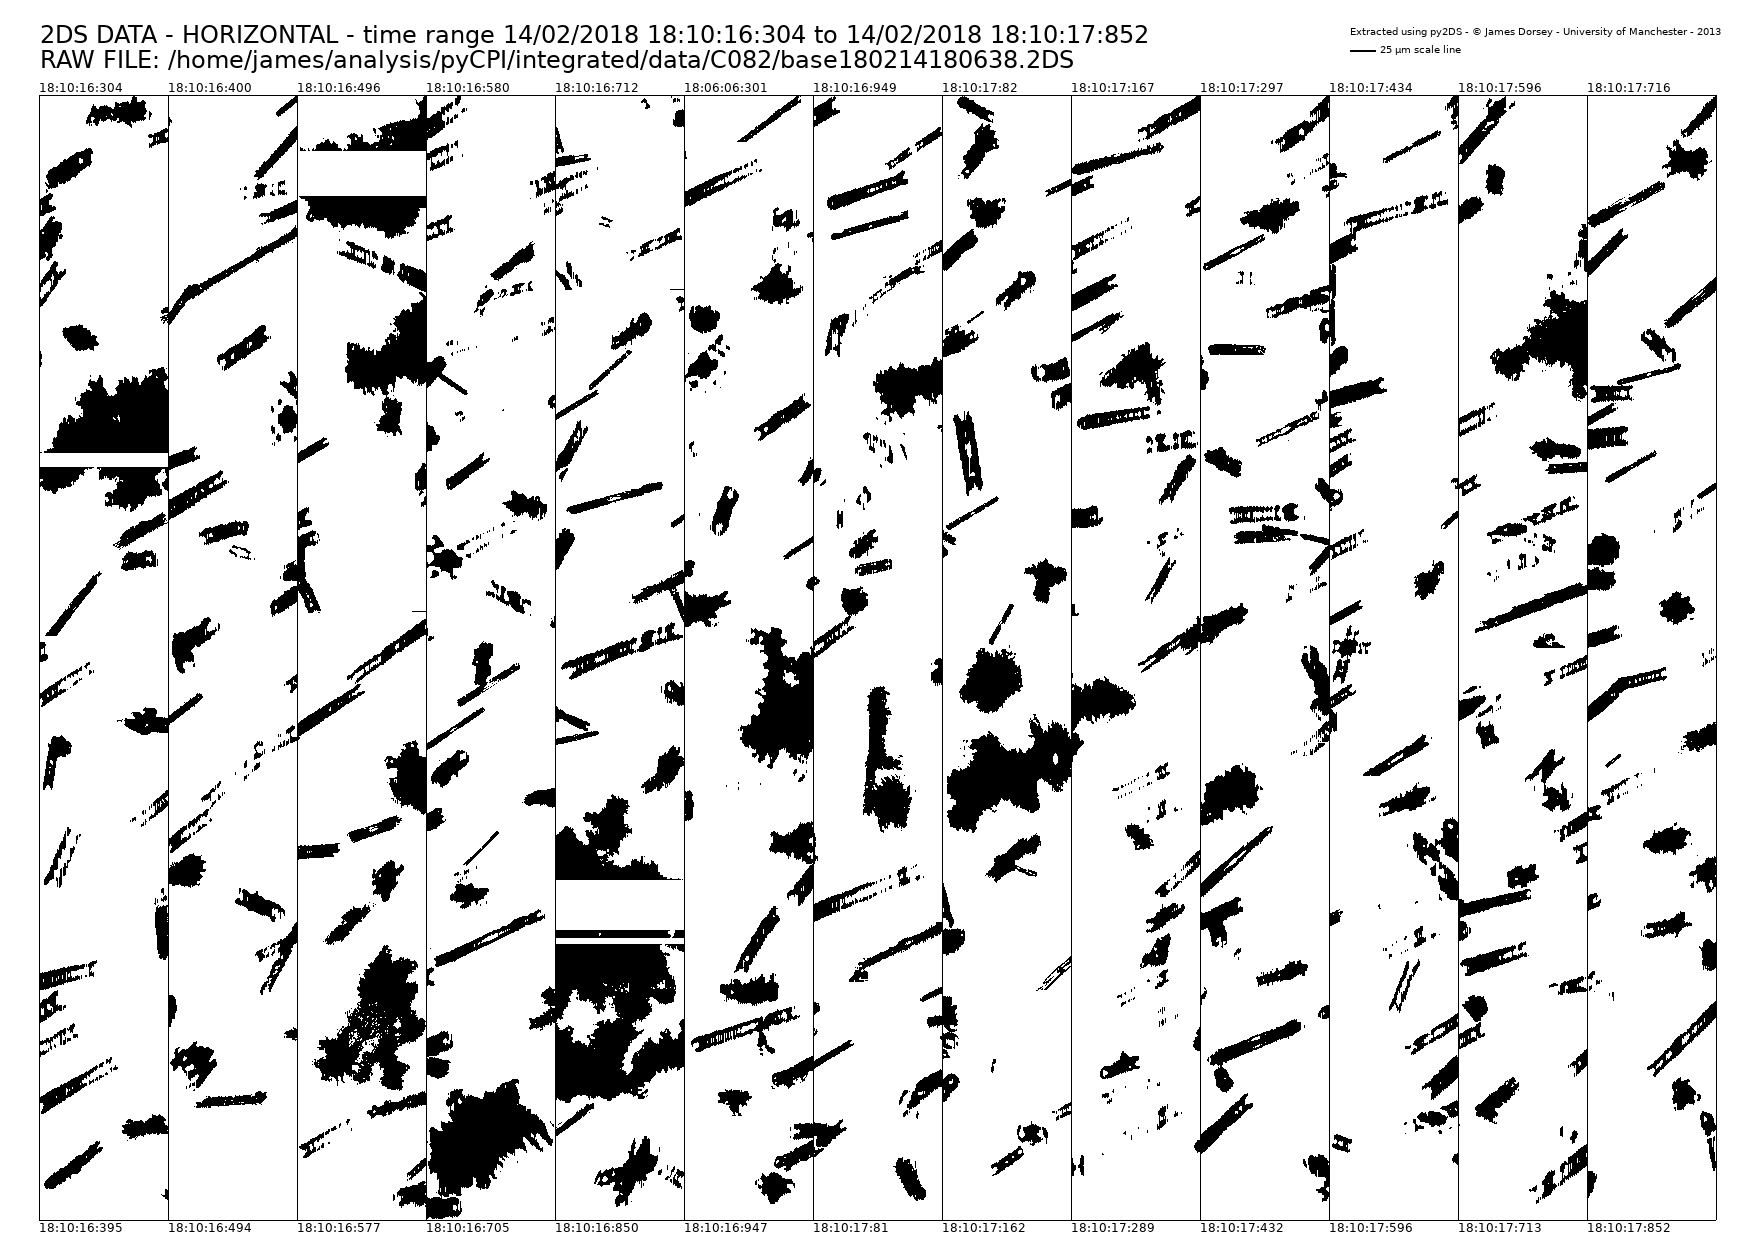 2DS DATA - HORIZONTAL - time range 14/02/2018 18:10:16:304 to 14/02/2018 18:10:17:852
RAW FILE: /home/james/analysis/pyCPI/integrated/data/C082/base180214180638.2DS
Extracted using py2DS - © James Dorsey - University of Manchester - 2013
25 µm scale line
18:10:16:304 18:10:16:400 18:10:16:496 18:10:16:580 18:10:16:712 18:06:06:301 18:10:16:949 18:10:17:82 18:10:17:167 18:10:17:297 18:10:17:434 18:10:17:596 18:10:17:716
18:10:16:395 18:10:16:494 18:10:16:577 18:10:16:705 18:10:16:850 18:10:16:947 18:10:17:81 18:10:17:162 18:10:17:289 18:10:17:432 18:10:17:596 18:10:17:713 18:10:17:852